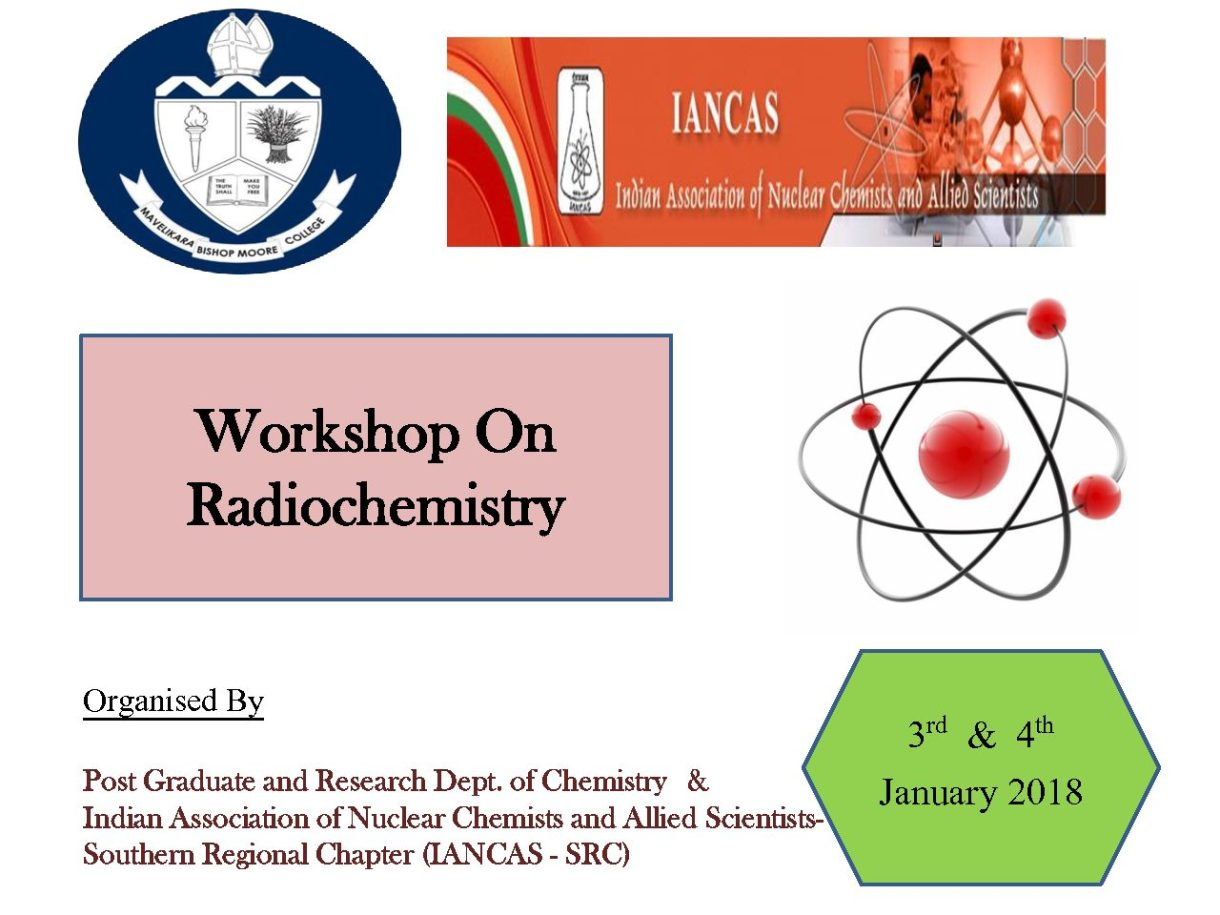 THE TRUTH SHALL
MAKE YOU FREE
MAVELIKARA BISHOP MOORE COLLEGE
IANCAS
IANCAS
Indian Association of Nuclear Chemists and Allied Scientists
Workshop On
Radiochemistry
Organised By
Post Graduate and Research Dept. of Chemistry &
Indian Association of Nuclear Chemists and Allied Scientists-
Southern Regional Chapter (IANCAS - SRC)
3rd & 4th
January 2018